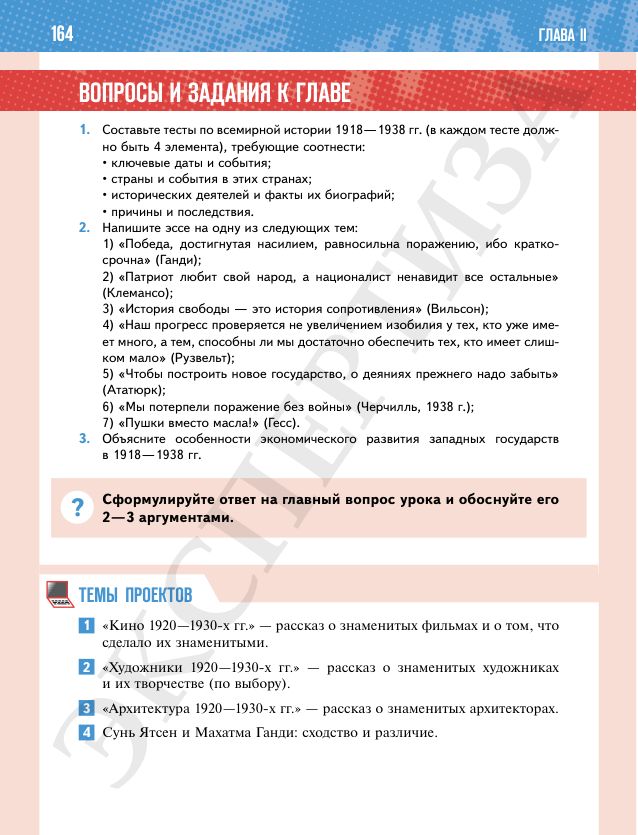 164
ГЛАВА II
ВОПРОСЫ И ЗАДАНИЯ К ГЛАВЕ
1. Составьте тесты по всемирной истории 1918—1938 гг. (в каждом тесте долж-
но быть 4 элемента), требующие соотнести:
• ключевые даты и события;
• страны и события в этих странах;
• исторических деятелей и факты их биографий;
• причины и последствия.
2. Напишите эссе на одну из следующих тем:
1) «Победа, достигнутая насилием, равносильна поражению, ибо кратко-
срочна» (Ганди);
2) «Патриот любит свой народ, а националист ненавидит все остальные»
(Клемансо);
3) «История свободы — это история сопротивления» (Вильсон);
4) «Наш прогресс проверяется не увеличением изобилия у тех, кто уже име-
ет много, а тем, способны ли мы достаточно обеспечить тех, кто имеет слиш-
ком мало» (Рузвельт);
5) «Чтобы построить новое государство, о деяниях прежнего надо забыть»
(Ататюрк);
6) «Мы потерпели поражение без войны» (Черчилль, 1938 г.);
7) «Пушки вместо масла!» (Гесс).
3. Объясните особенности экономического развития западных государств
в 1918—1938 гг.
? Сформулируйте ответ на главный вопрос урока и обоснуйте его
2—3 аргументами.
ТЕМЫ ПРОЕКТОВ
1 «Кино 1920—1930-х гг.» — рассказ о знаменитых фильмах и о том, что
сделало их знаменитыми.
2 «Художники 1920—1930-х гг.» — рассказ о знаменитых художниках
и их творчестве (по выбору).
3 «Архитектура 1920—1930-х гг.» — рассказ о знаменитых архитекторах.
4 Сунь Ятсен и Махатма Ганди: сходство и различие.
ЭКСПЕРТИЗА